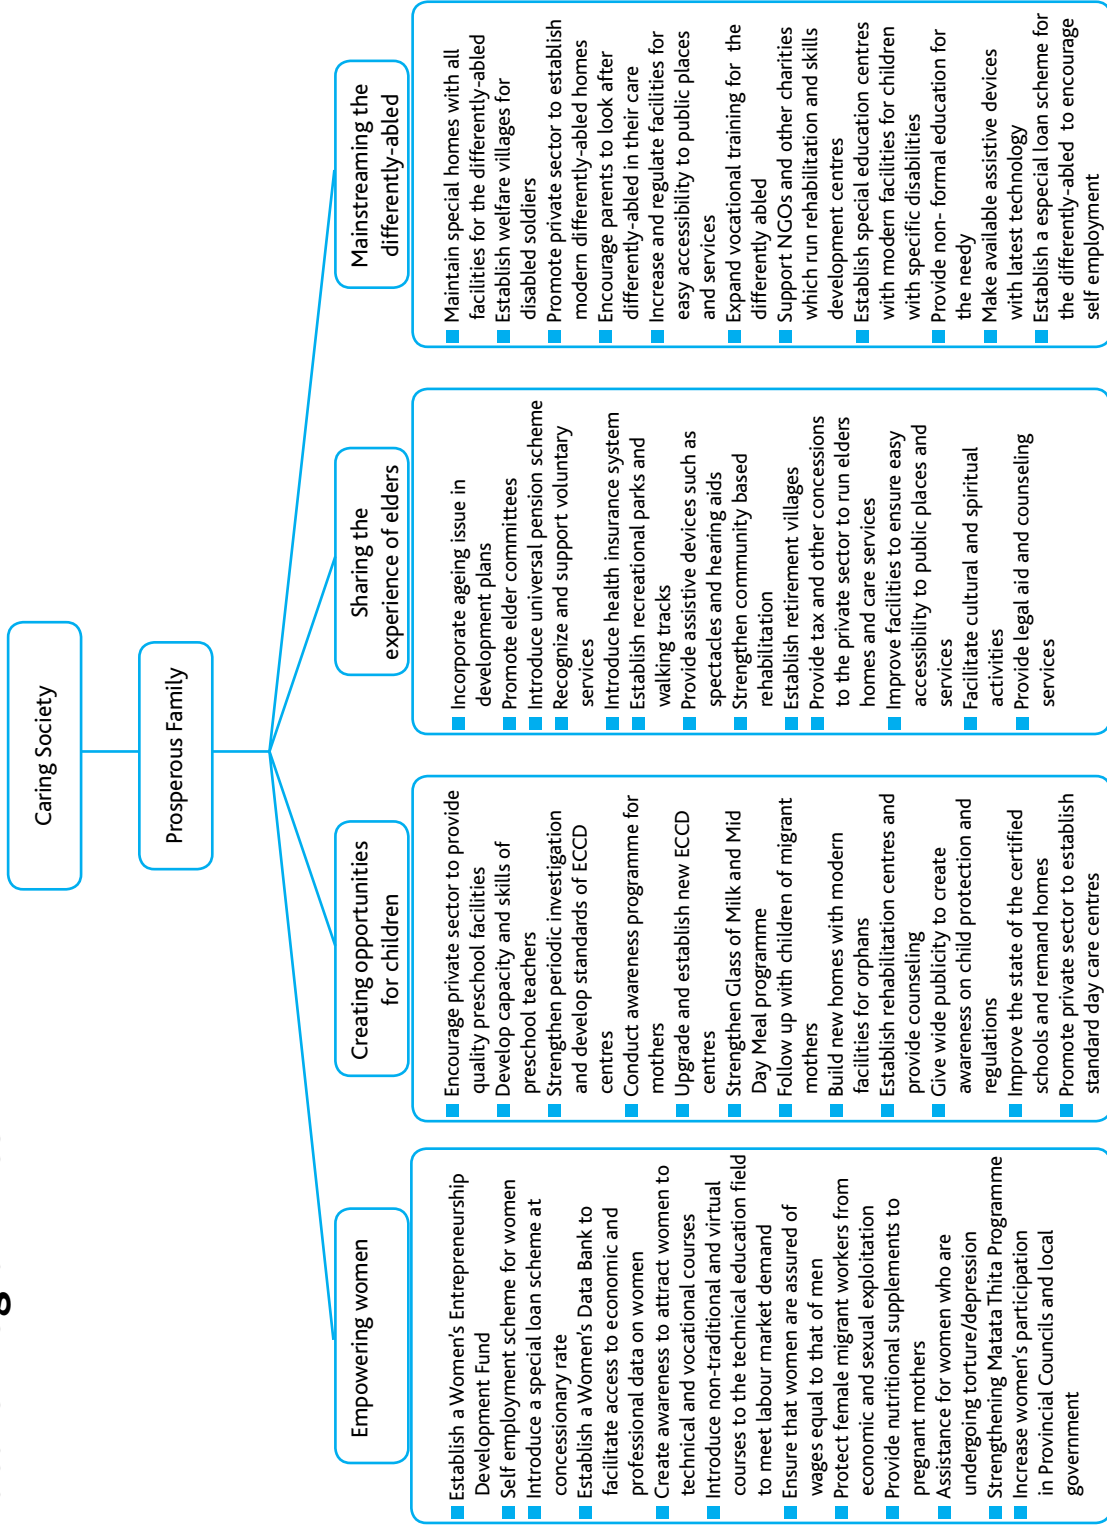 Caring Society
Prosperous Family
Empowering women
Establish a Women's Entrepreneurship
Development Fund
Self employment scheme for women
Introduce a special loan scheme at
concessionary rate
Establish a Women's Data Bank to
facilitate access to economic and
professional data on women
Create awareness to attract women to
technical and vocational courses
Introduce non-traditional and virtual
courses to the technical education field
to meet labour market demand
Ensure that women are assured of
wages equal to that of men
Protect female migrant workers from
economic and sexual exploitation
Provide nutritional supplements to
pregnant mothers
Assistance for women who are
undergoing torture/depression
Strengthening Matata Thita Programme
Increase women's participation
in Provincial Councils and local
government
Creating opportunities
for children
Encourage private sector to provide
quality preschool facilities
Develop capacity and skills of
preschool teachers
Strengthen periodic investigation
and develop standards of ECCD
centres
Conduct awareness programme for
mothers
Upgrade and establish new ECCD
centres
Strengthen Glass of Milk and Mid
Day Meal programme
Follow up with children of migrant
mothers
Build new homes with modern
facilities for orphans
Establish rehabilitation centres and
provide counseling
Give wide publicity to create
awareness on child protection and
regulations
Improve the state of the certified
schools and remand homes
Promote private sector to establish
standard day care centres
Sharing the
experience of elders
Incorporate ageing issue in
development plans
Promote elder committees
Introduce universal pension scheme
Recognize and support voluntary
services
Introduce health insurance system
Establish recreational parks and
walking tracks
Provide assistive devices such as
spectacles and hearing aids
Strengthen community based
rehabilitation
Establish retirement villages
Provide tax and other concessions
to the private sector to run elders
homes and care services
Improve facilities to ensure easy
accessibility to public places and
services
Facilitate cultural and spiritual
activities
Provide legal aid and counseling
services
Mainstreaming the
differently-abled
Maintain special homes with all
facilities for the differently-abled
Establish welfare villages for
disabled soldiers
Promote private sector to establish
modern differently-abled homes
Encourage parents to look after
differently-abled in their care
Increase and regulate facilities for
easy accessibility to public places
and services
Expand vocational training for the
differently abled
Support NGOs and other charities
which run rehabilitation and skills
development centres
Establish special education centres
with modern facilities for children
with specific disabilities
Provide non- formal education for
the needy
Make available assistive devices
with latest technology
Establish a especial loan scheme for
the differently-abled to encourage
self employment